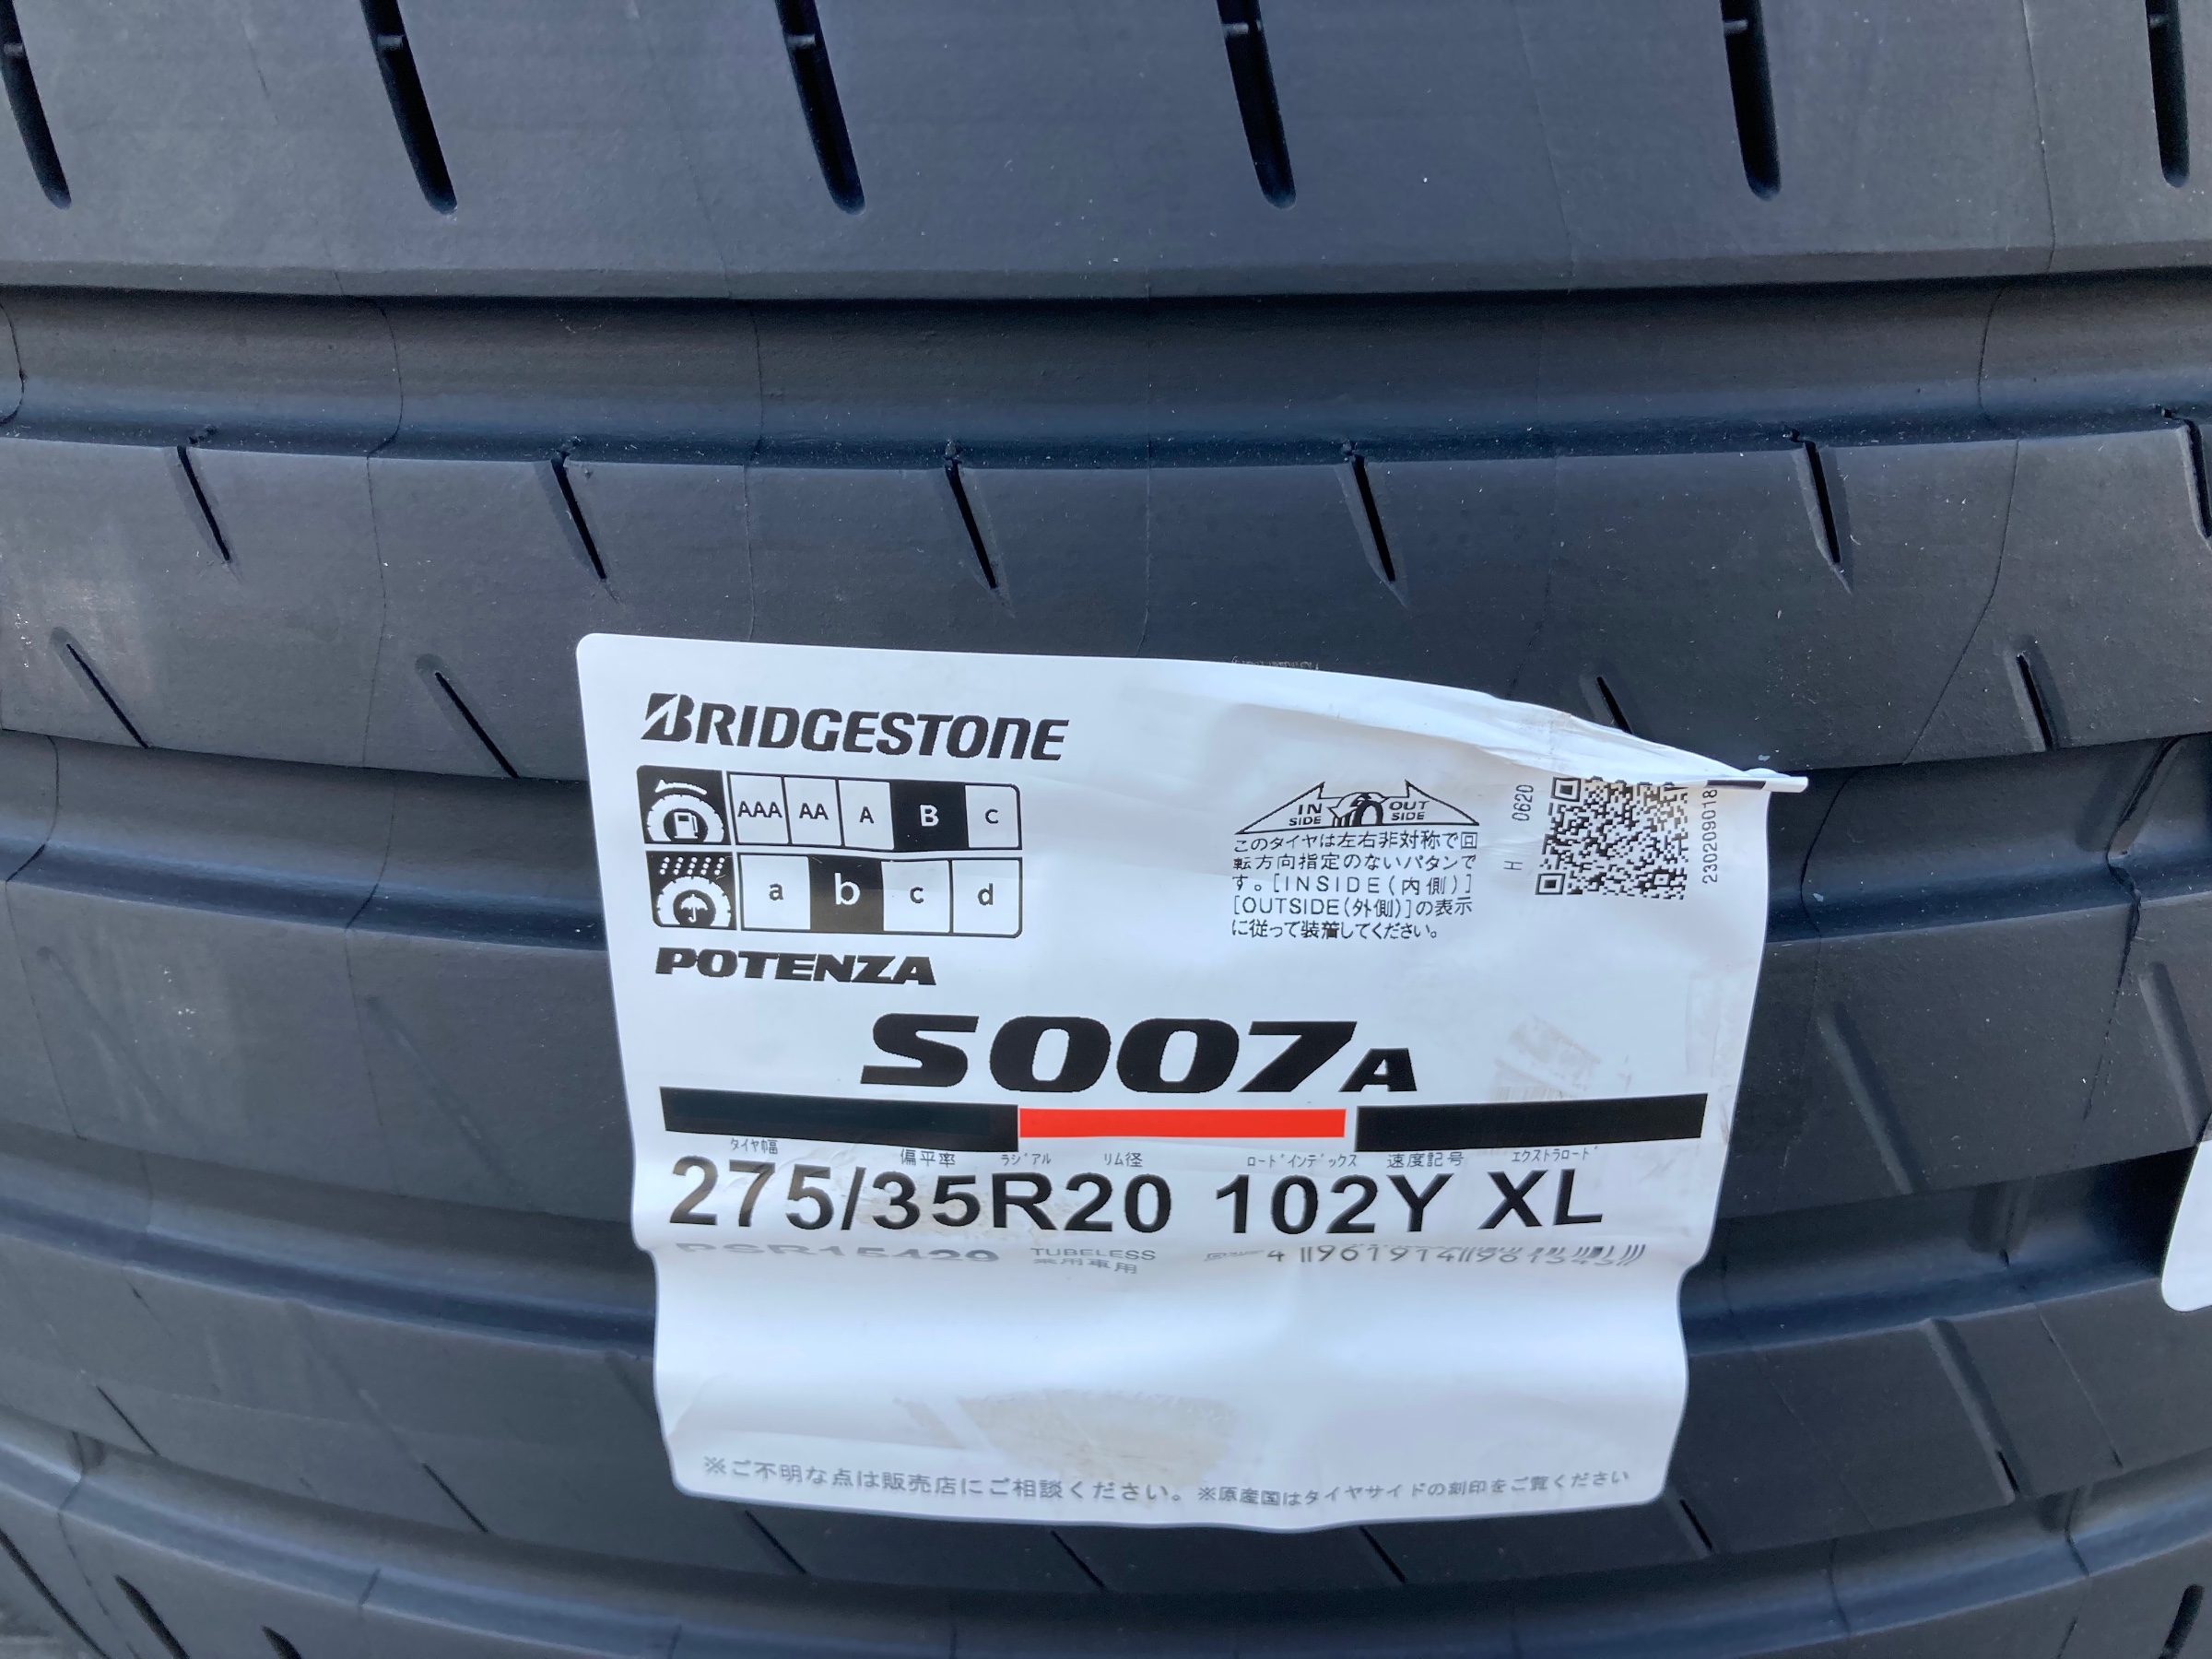 BRIDGESTONE
AAA AA A B C
a b c d
POTENZA
IN SIDE OUT SIDE
このタイヤは左右非対称で回
転方向指定のないパタンで
す。[INSIDE(内側)]
[OUTSIDE(外側)]の表示
に従って装着してください。
H 0620
230209018
S007A
タイヤ幅 偏平率 ラジアル リム径 ロードインデックス 速度記号 エクストラロード
275/35R20 102Y XL
PSR15429 TUBELESS
乗用車用
※ご不明な点は販売店にご相談ください。※原産国はタイヤサイドの刻印をご覧ください